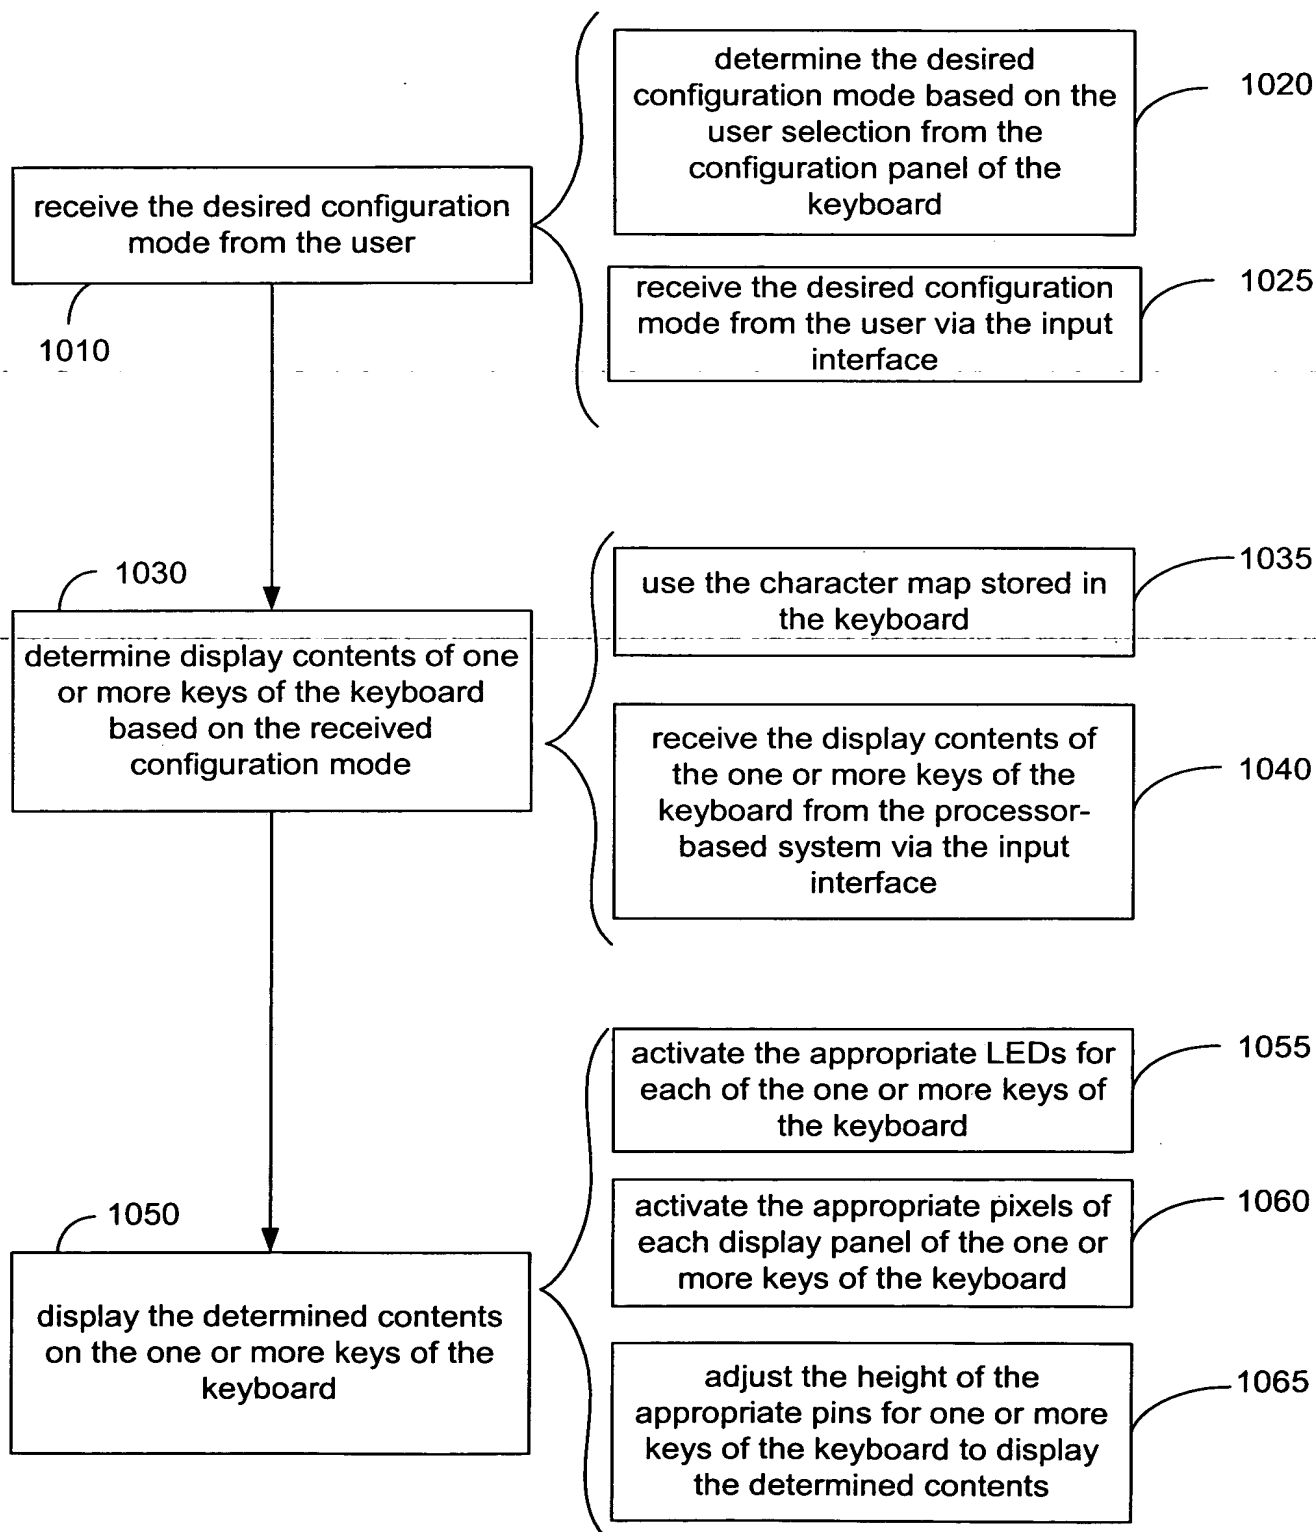 determine the desired
configuration mode based on the
user selection from the
configuration panel of the
keyboard
1020
receive the desired configuration
mode from the user
1010
receive the desired configuration
mode from the user via the input
interface
1025
1030
determine display contents of one
or more keys of the keyboard
based on the received
configuration mode
use the character map stored in
the keyboard
1035
receive the display contents of
the one or more keys of the
keyboard from the processor-
based system via the input
interface
1040
1050
display the determined contents
on the one or more keys of the
keyboard
activate the appropriate LEDs for
each of the one or more keys of
the keyboard
1055
activate the appropriate pixels of
each display panel of the one or
more keys of the keyboard
1060
adjust the height of the
appropriate pins for one or more
keys of the keyboard to display
the determined contents
1065